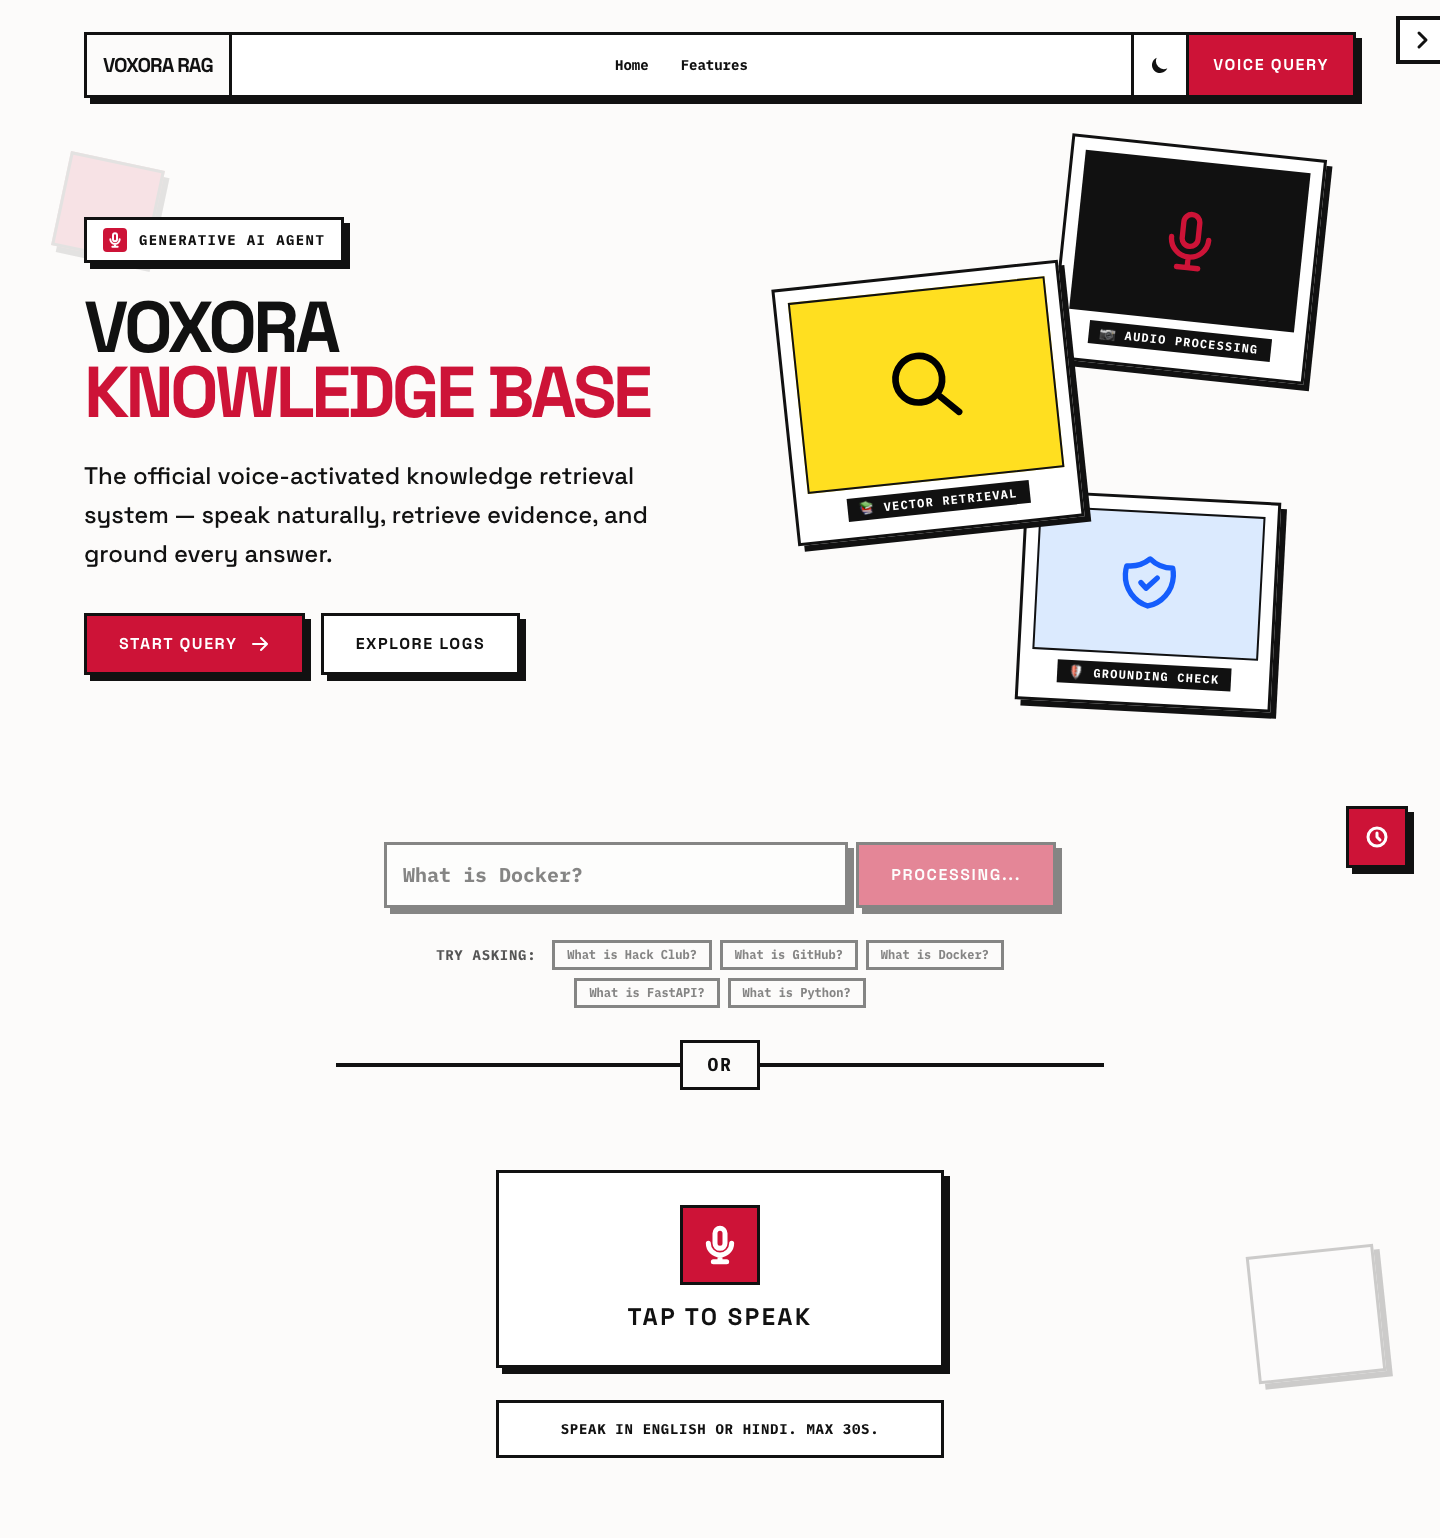 VOXORA RAG
Home
Features
VOICE QUERY
GENERATIVE AI AGENT
VOXORA
KNOWLEDGE BASE
The official voice-activated knowledge retrieval
system — speak naturally, retrieve evidence, and
ground every answer.
START QUERY
EXPLORE LOGS
AUDIO PROCESSING
VECTOR RETRIEVAL
GROUNDING CHECK
What is Docker?
PROCESSING...
TRY ASKING:
What is Hack Club?
What is GitHub?
What is Docker?
What is FastAPI?
What is Python?
OR
TAP TO SPEAK
SPEAK IN ENGLISH OR HINDI. MAX 30S.